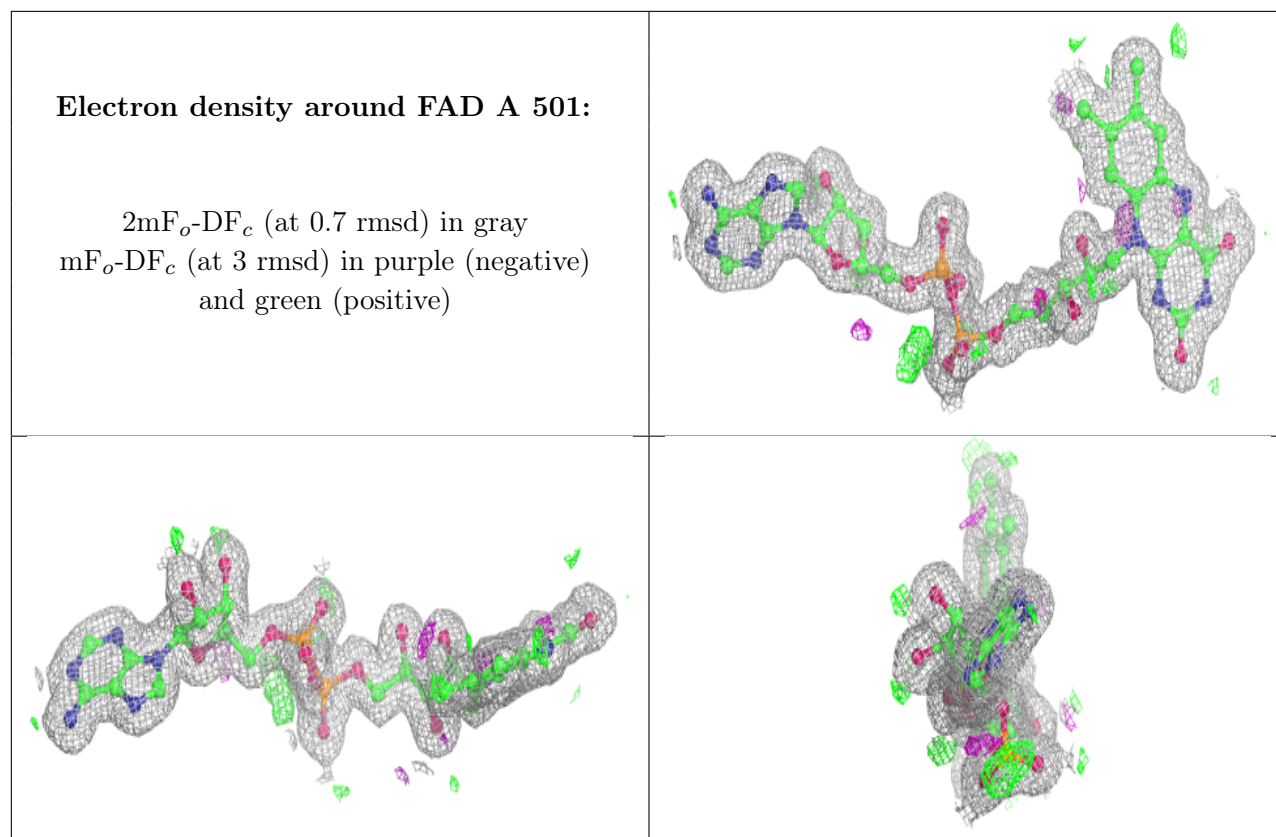 Electron density around FAD A 501:
2mFo-DFc (at 0.7 rmsd) in gray
mFo-DFc (at 3 rmsd) in purple (negative)
and green (positive)